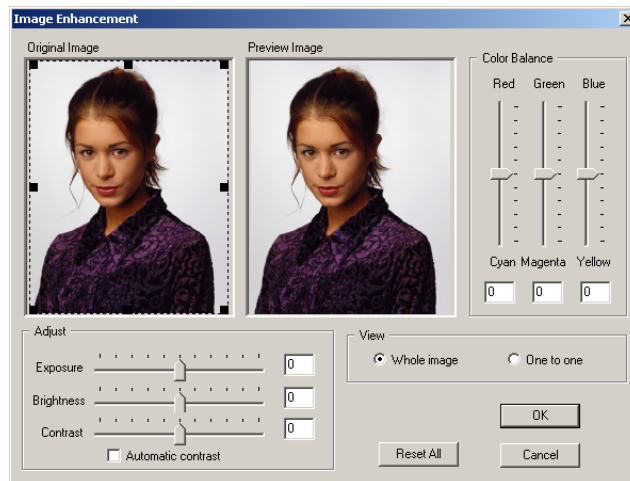 Image Enhancement
Original Image
Preview Image
Color Balance
Red Green Blue
Cyan Magenta Yellow
0 0 0
Adjust
Exposure 0
Brightness 0
Contrast 0
Automatic contrast
View
Whole image One to one
OK
Reset All Cancel